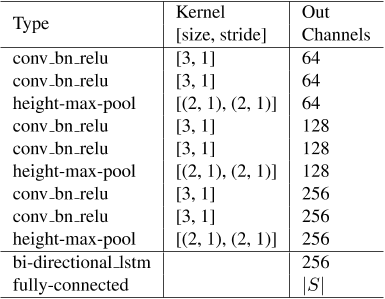 Type Kernel [size, stride] Out Channels
conv_bn_relu [3, 1] 64
conv_bn_relu [3, 1] 64
height-max-pool [(2, 1), (2, 1)] 64
conv_bn_relu [3, 1] 128
conv_bn_relu [3, 1] 128
height-max-pool [(2, 1), (2, 1)] 128
conv_bn_relu [3, 1] 256
conv_bn_relu [3, 1] 256
height-max-pool [(2, 1), (2, 1)] 256
bi-directional_lstm 256
fully-connected |S|